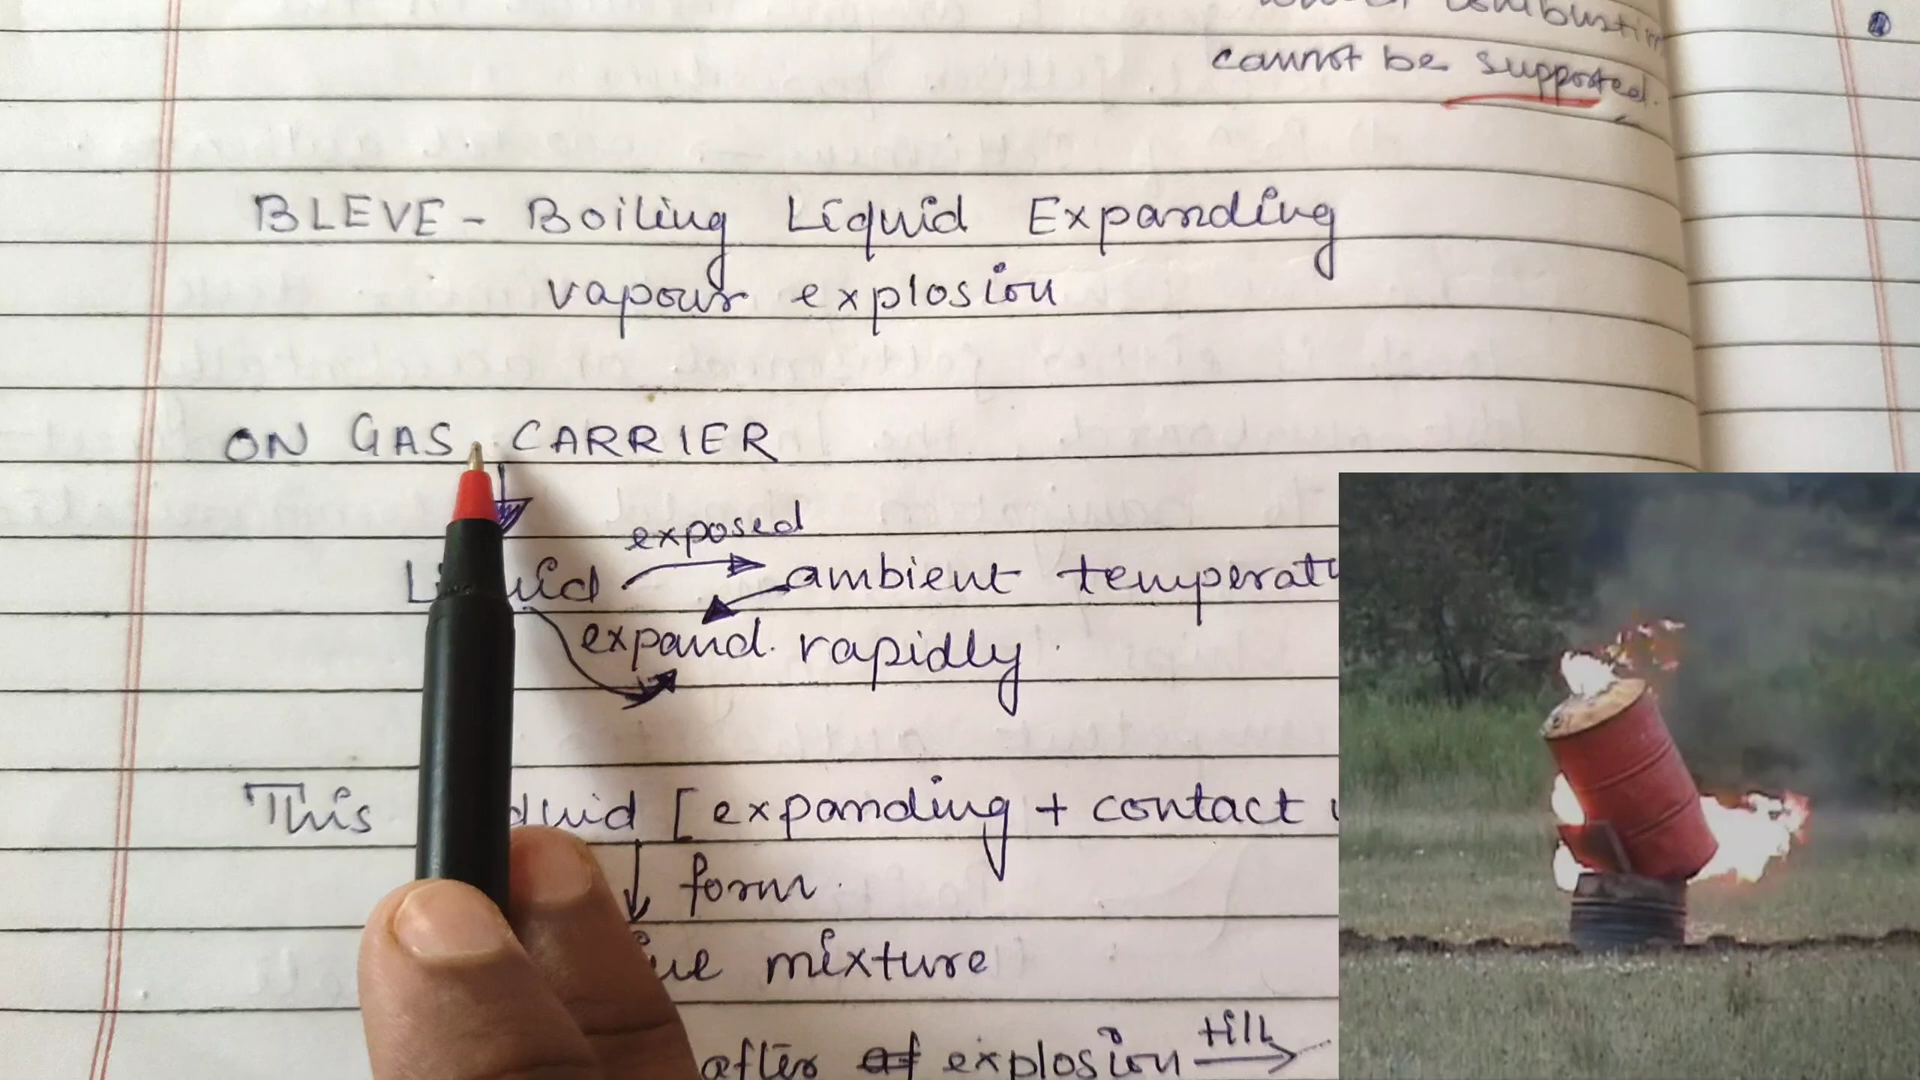 cannot be supported.
BLEVE - Boiling Liquid Expanding
vapour explosion
ON GAS CARRIER
exposed
ambient
expand. rapidly.
This [expanding + contact
form.
mixture
after explosion till